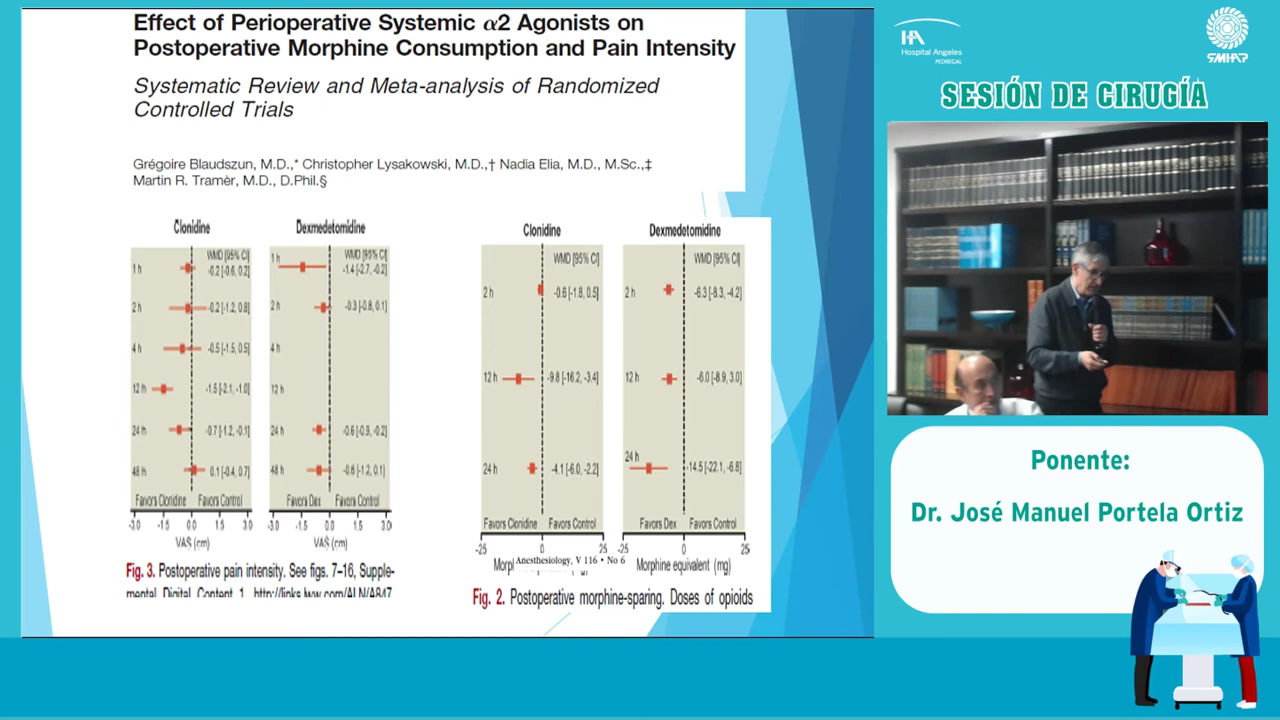 Effect of Perioperative Systemic α2 Agonists on
Postoperative Morphine Consumption and Pain Intensity
Systematic Review and Meta-analysis of Randomized
Controlled Trials
Grégoire Blaudszun, M.D.,* Christopher Lysakowski, M.D.,† Nadia Elia, M.D., M.Sc.,‡
Martin R. Tramèr, M.D., D.Phil.§
Clonidine
WMD [95% CI]
1 h -0.2 [-0.6, 0.2]
2 h -0.2 [-1.2, 0.8]
4 h -0.5 [-1.5, 0.5]
12 h -1.5 [-2.1, -1.0]
24 h -0.7 [-1.2, -0.1]
48 h 0.1 [-0.4, 0.7]
Favors Clonidine Favors Control
-3.0 -1.5 0 1.5 3.0
VAS (cm)
Dexmedetomidine
WMD [95% CI]
1 h -1.4 [-2.7, -0.2]
2 h -0.3 [-0.8, 0.1]
4 h
12 h
24 h -0.6 [-0.9, -0.2]
48 h -0.6 [-1.2, 0.1]
Favors Dex Favors Control
-3.0 -1.5 0 1.5 3.0
VAS (cm)
Fig. 3. Postoperative pain intensity. See figs. 7–16, Supple-
mental Digital Content 1, http://links.lww.com/ALN/A847
Clonidine
WMD [95% CI]
2 h -0.6 [-1.8, 0.5]
12 h -9.8 [-16.2, -3.4]
24 h -4.1 [-6.0, -2.2]
Favors Clonidine Favors Control
-25 0 25
Anesthesiology, V 116 • No 6
Dexmedetomidine
WMD [95% CI]
2 h -6.3 [-8.3, -4.2]
12 h -6.0 [-8.9, 3.0]
24 h -14.5 [-22.1, -6.8]
Favors Dex Favors Control
-25 0 25
Morphine equivalent (mg)
Fig. 2. Postoperative morphine-sparing. Doses of opioids
HA
Hospital Angeles
PEDREGAL
SMHAP
SESIÓN DE CIRUGÍA
Ponente:
Dr. José Manuel Portela Ortiz